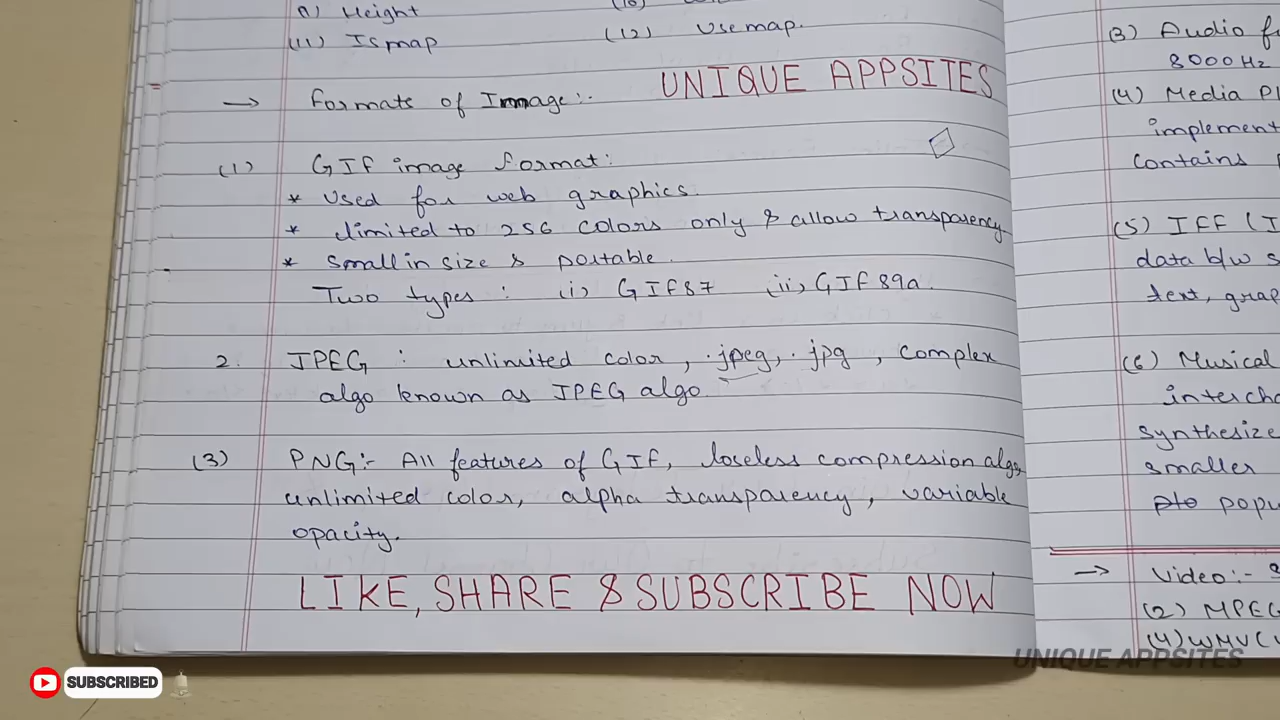 9) Height
(11) Ismap
(12) Usemap.
→ Formats of Image:-
UNIQUE APPSITES
(1) GIF image format:
* Used for web graphics.
* Limited to 256 colors only & allow transparency
* Small in size & portable.
Two types: (i) GIF87 (ii) GIF89a.
2. JPEG : unlimited color, .jpeg, .jpg, complex
algo known as JPEG algo.
(3) PNG:- All features of GIF, loseless compression algo,
unlimited color, alpha transparency, variable
opacity.
LIKE, SHARE & SUBSCRIBE NOW
(3) Audio f
8000 Hz
(4) Media Pl
implement
contains
(5) IFF (I
data b/w s
text, grap
(6) Musical
intercha
synthesize
smaller
popu
→ Video:-
(2) MPEG
(4) WMV (
UNIQUE APPSITES
SUBSCRIBED